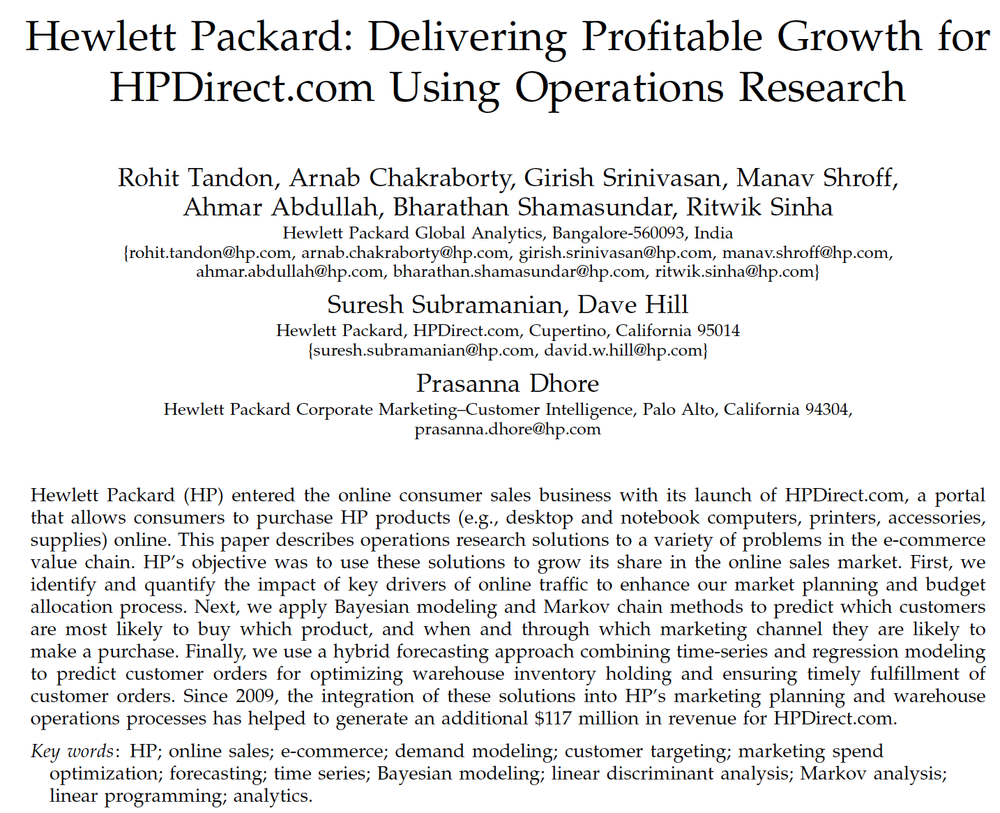 Hewlett Packard: Delivering Profitable Growth for
HPDirect.com Using Operations Research
Rohit Tandon, Arnab Chakraborty, Girish Srinivasan, Manav Shroff,
Ahmar Abdullah, Bharathan Shamasundar, Ritwik Sinha
Hewlett Packard Global Analytics, Bangalore-560093, India
{rohit.tandon@hp.com, arnab.chakraborty@hp.com, girish.srinivasan@hp.com, manav.shroff@hp.com,
ahmar.abdullah@hp.com, bharathan.shamasundar@hp.com, ritwik.sinha@hp.com}
Suresh Subramanian, Dave Hill
Hewlett Packard, HPDirect.com, Cupertino, California 95014
{suresh.subramanian@hp.com, david.w.hill@hp.com}
Prasanna Dhore
Hewlett Packard Corporate Marketing–Customer Intelligence, Palo Alto, California 94304,
prasanna.dhore@hp.com
Hewlett Packard (HP) entered the online consumer sales business with its launch of HPDirect.com, a portal
that allows consumers to purchase HP products (e.g., desktop and notebook computers, printers, accessories,
supplies) online. This paper describes operations research solutions to a variety of problems in the e-commerce
value chain. HP's objective was to use these solutions to grow its share in the online sales market. First, we
identify and quantify the impact of key drivers of online traffic to enhance our market planning and budget
allocation process. Next, we apply Bayesian modeling and Markov chain methods to predict which customers
are most likely to buy which product, and when and through which marketing channel they are likely to
make a purchase. Finally, we use a hybrid forecasting approach combining time-series and regression modeling
to predict customer orders for optimizing warehouse inventory holding and ensuring timely fulfillment of
customer orders. Since 2009, the integration of these solutions into HP's marketing planning and warehouse
operations processes has helped to generate an additional $117 million in revenue for HPDirect.com.
Key words: HP; online sales; e-commerce; demand modeling; customer targeting; marketing spend
optimization; forecasting; time series; Bayesian modeling; linear discriminant analysis; Markov analysis;
linear programming; analytics.